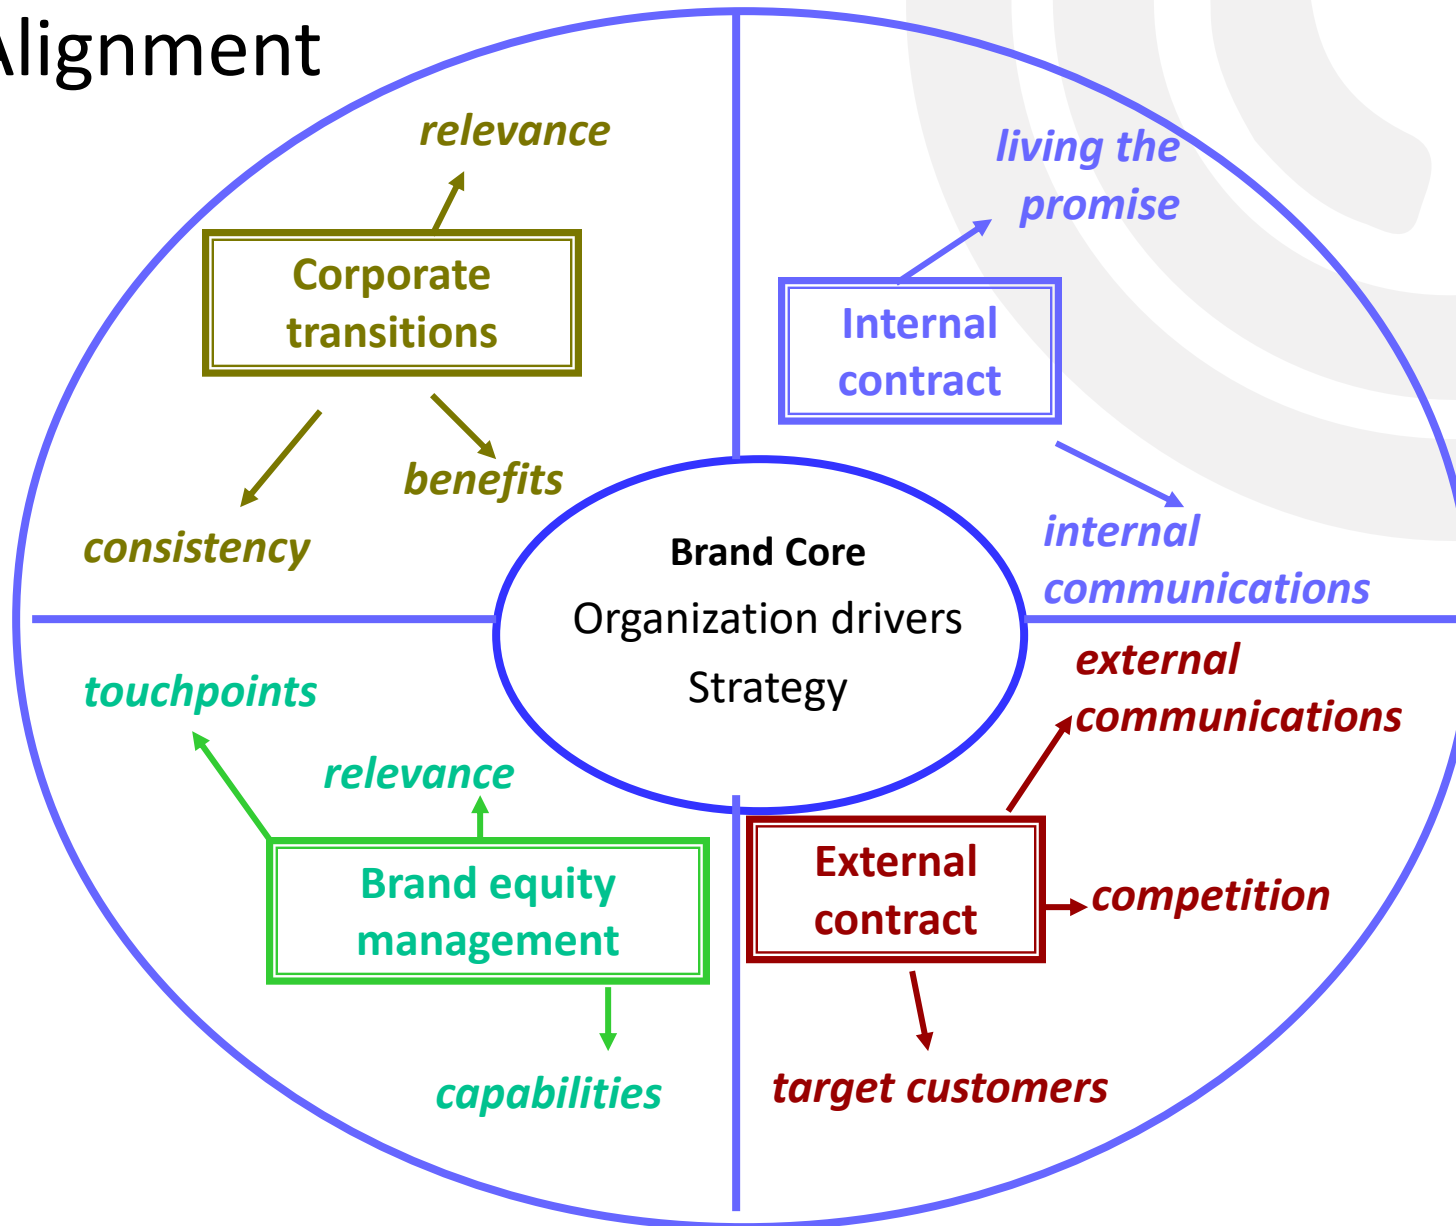 Alignment
relevance
Corporate
transitions
benefits
consistency
living the
promise
Internal
contract
internal
communications
Brand Core
Organization drivers
Strategy
touchpoints
relevance
Brand equity
management
capabilities
external
communications
External
contract
competition
target customers